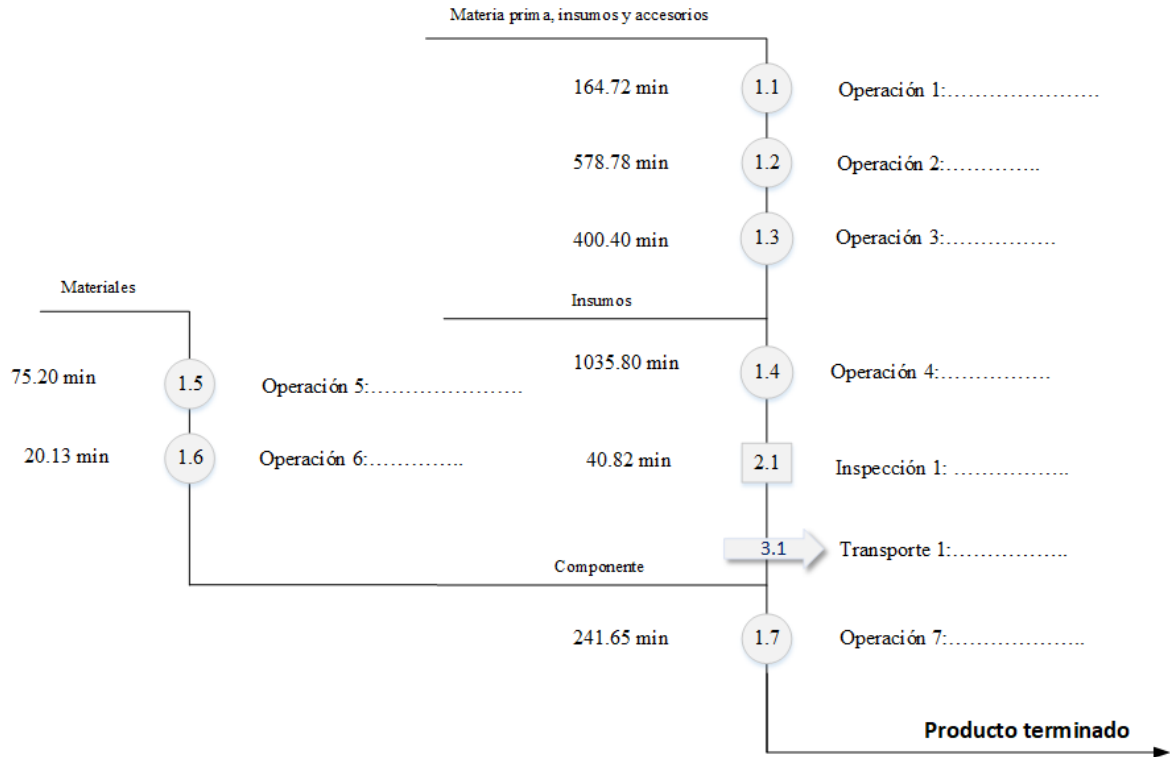 Materia prima, insumos y accesorios
164.72 min 1.1 Operación 1:......................
578.78 min 1.2 Operación 2:..............
400.40 min 1.3 Operación 3:................
Materiales
Insumos
1035.80 min 1.4 Operación 4:................
75.20 min 1.5 Operación 5:......................
20.13 min 1.6 Operación 6:..............
40.82 min 2.1 Inspección 1: .................
3.1 Transporte 1:.................
Componente
241.65 min 1.7 Operación 7:....................
Producto terminado